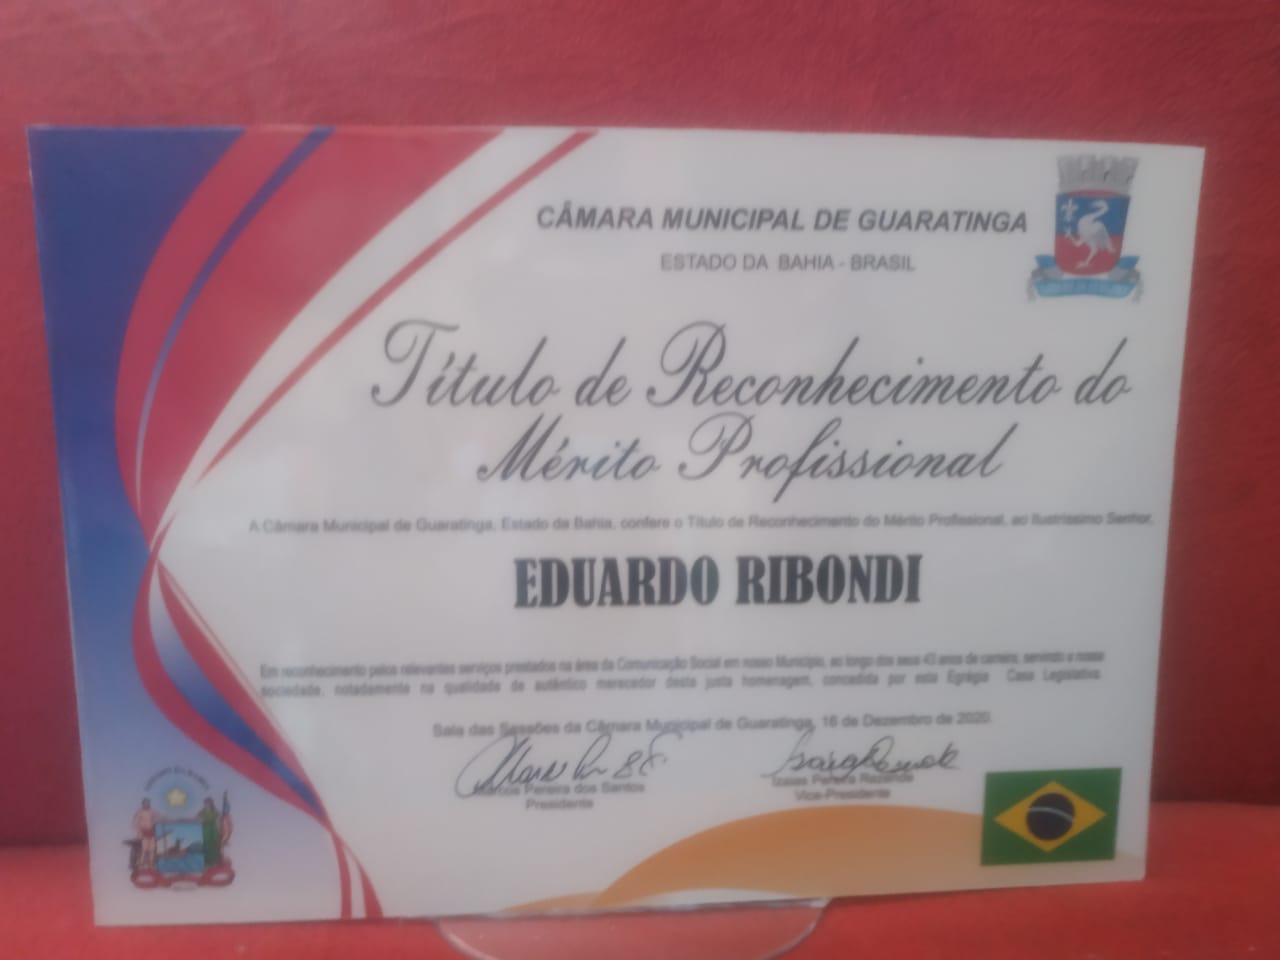 CÂMARA MUNICIPAL DE GUARATINGA
ESTADO DA BAHIA - BRASIL
Título de Reconhecimento do
Mérito Profissional
A Câmara Municipal de Guaratinga, Estado da Bahia, confere o Título de Reconhecimento do Mérito Profissional, ao Ilustríssimo Senhor,
EDUARDO RIBONDI
Em reconhecimento pelos relevantes serviços prestados na área da Comunicação Social em nosso Município, ao longo dos seus 43 anos de carreira, servindo a nossa
sociedade, notadamente na qualidade de autêntico merecedor desta justa homenagem, concedida por esta Egrégia Casa Legislativa.
Sala das Sessões da Câmara Municipal de Guaratinga, 16 de Dezembro de 2020.
Marcos Pereira dos Santos
Presidente
Isaias Pereira Rezende
Vice-Presidente